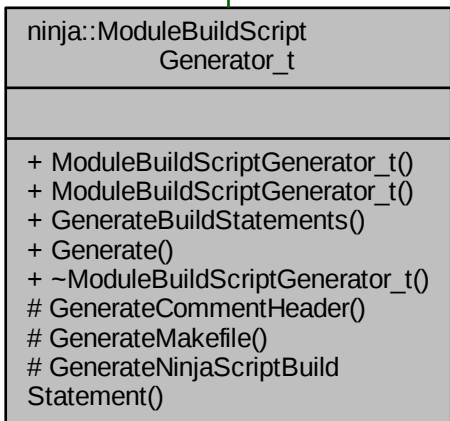 ninja::ModuleBuildScript
Generator_t
+ ModuleBuildScriptGenerator_t()
+ ModuleBuildScriptGenerator_t()
+ GenerateBuildStatements()
+ Generate()
+ ~ModuleBuildScriptGenerator_t()
# GenerateCommentHeader()
# GenerateMakefile()
# GenerateNinjaScriptBuild
Statement()